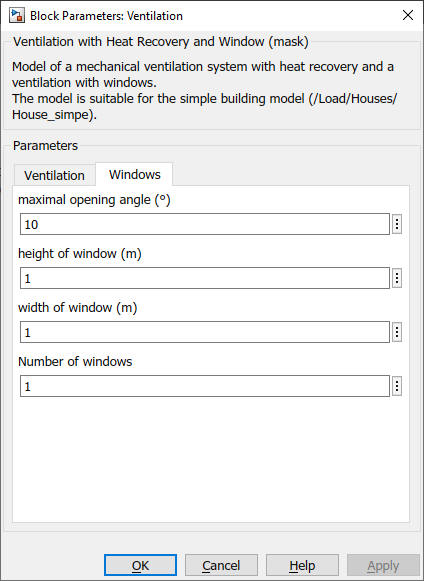 Block Parameters: Ventilation
Ventilation with Heat Recovery and Window (mask)
Model of a mechanical ventilation system with heat recovery and a
ventilation with windows.
The model is suitable for the simple building model (/Load/Houses/
House_simpe).
Parameters
Ventilation Windows
maximal opening angle (º)
10
height of window (m)
1
width of window (m)
1
Number of windows
1
OK Cancel Help Apply